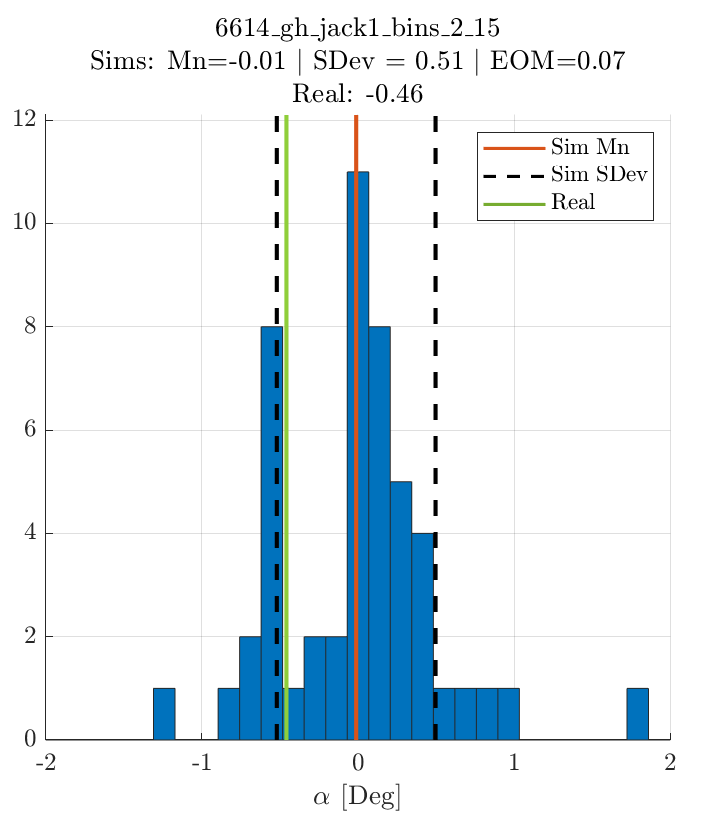 6614_gh_jack1_bins_2_15
Sims: Mn=-0.01 | SDev = 0.51 | EOM=0.07
Real: -0.46
12
10
8
6
4
2
0
Sim Mn
Sim SDev
Real
-2 -1 0 1 2
α [Deg]